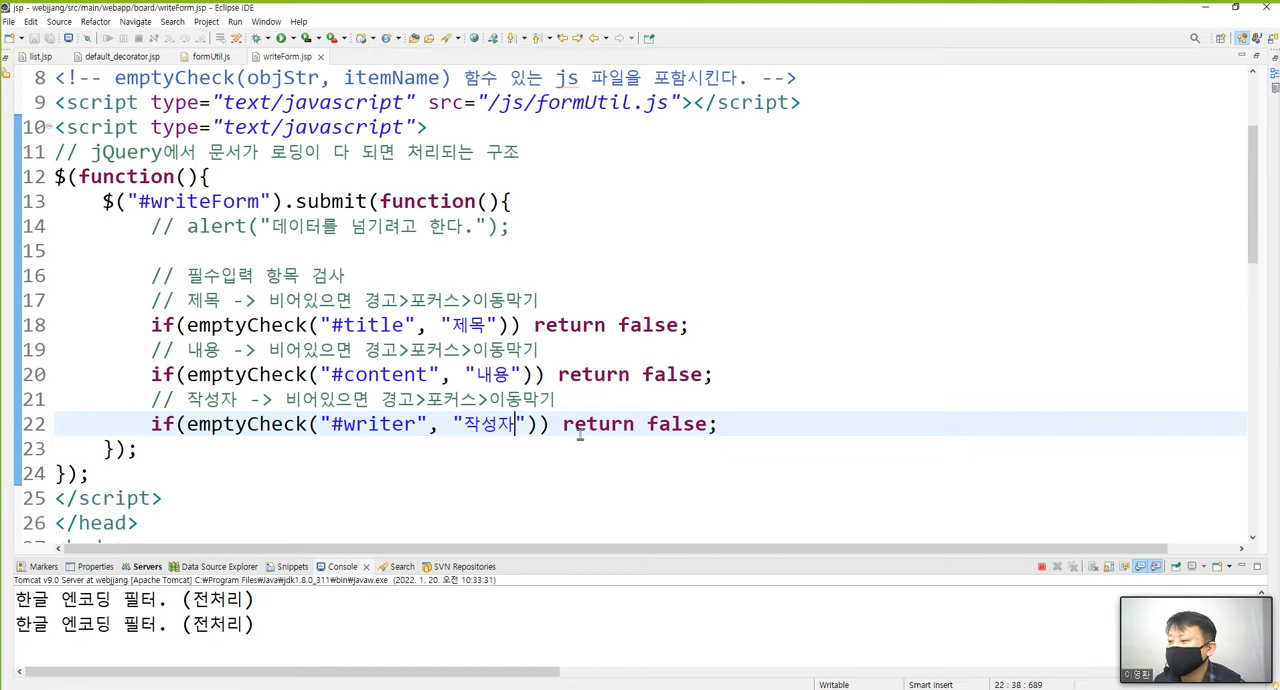 jsp - webjjang/src/main/webapp/board/writeForm.jsp - Eclipse IDE
File Edit Source Refactor Navigate Search Project Run Window Help
list.jsp default_decorator.jsp formUtil.js writeForm.jsp
8 <!-- emptyCheck(objStr, itemName) 함수 있는 js 파일을 포함시킨다. -->
9 <script type="text/javascript" src="/js/formUtil.js"></script>
10 <script type="text/javascript">
11 // jQuery에서 문서가 로딩이 다 되면 처리되는 구조
12 $(function(){
13 $("#writeForm").submit(function(){
14 // alert("데이터를 넘기려고 한다.");
15
16 // 필수입력 항목 검사
17 // 제목 -> 비어있으면 경고>포커스>이동막기
18 if(emptyCheck("#title", "제목")) return false;
19 // 내용 -> 비어있으면 경고>포커스>이동막기
20 if(emptyCheck("#content", "내용")) return false;
21 // 작성자 -> 비어있으면 경고>포커스>이동막기
22 if(emptyCheck("#writer", "작성자")) return false;
23 });
24 });
25 </script>
26 </head>
Markers Properties Servers Data Source Explorer Snippets Console Search SVN Repositories
Tomcat v9.0 Server at webjjang [Apache Tomcat] C:₩Program Files₩Java₩jdk1.8.0_311₩bin₩javaw.exe (2022. 1. 20. 오전 10:33:31)
한글 엔코딩 필터. (전처리)
한글 엔코딩 필터. (전처리)
이영환
Writable Smart Insert 22 : 38 : 689